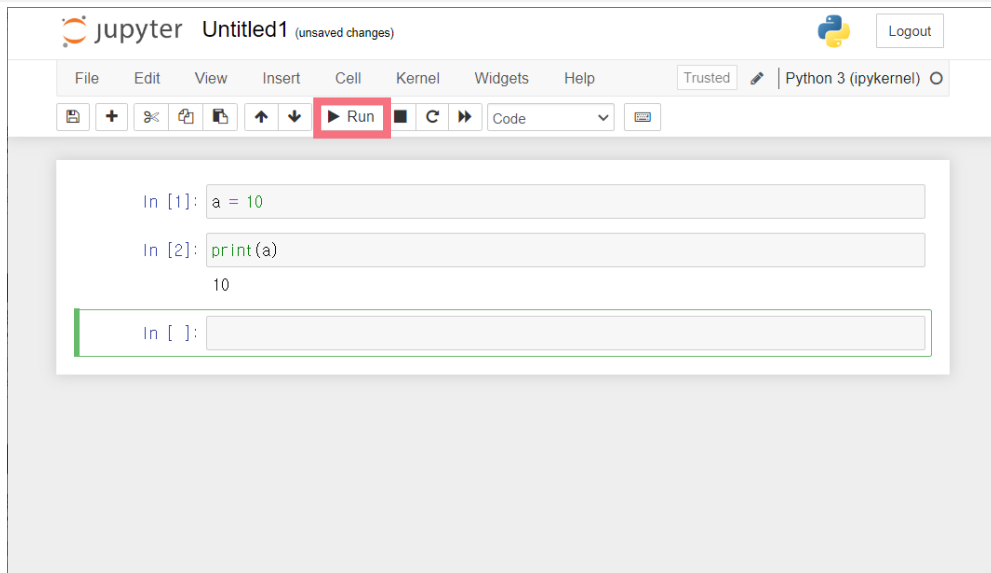 jupyter Untitled1 (unsaved changes) Logout
File Edit View Insert Cell Kernel Widgets Help Trusted Python 3 (ipykernel)
Run Code
In [1]: a = 10
In [2]: print(a)
10
In [ ]: